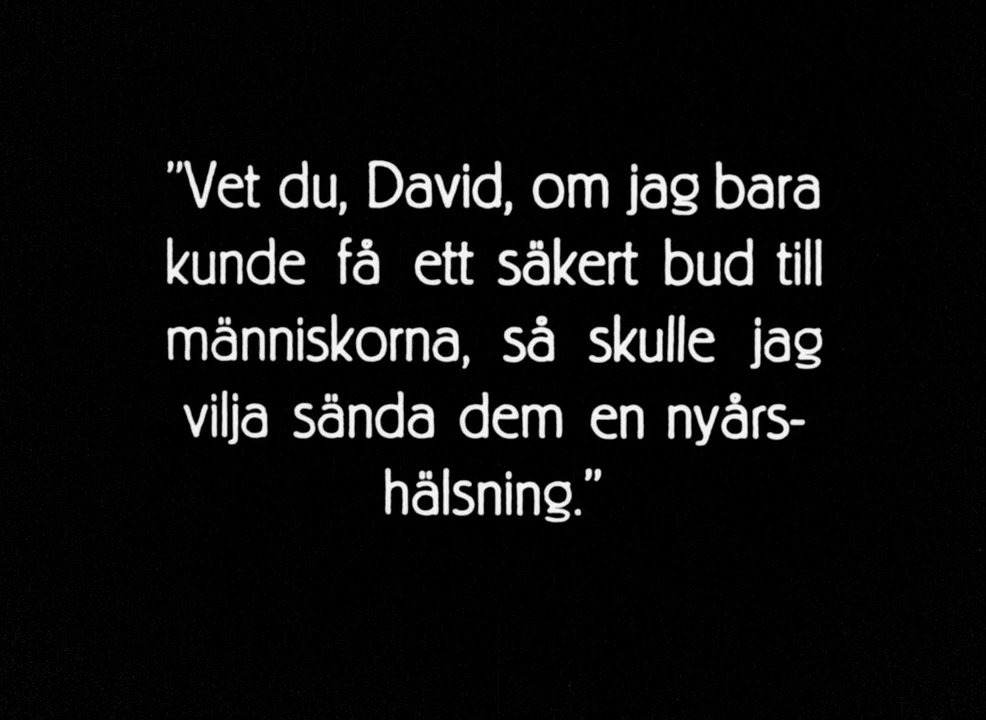 ”Vet du, David, om jag bara
kunde få ett säkert bud till
människorna, så skulle jag
vilja sända dem en nyårs-
hälsning.”